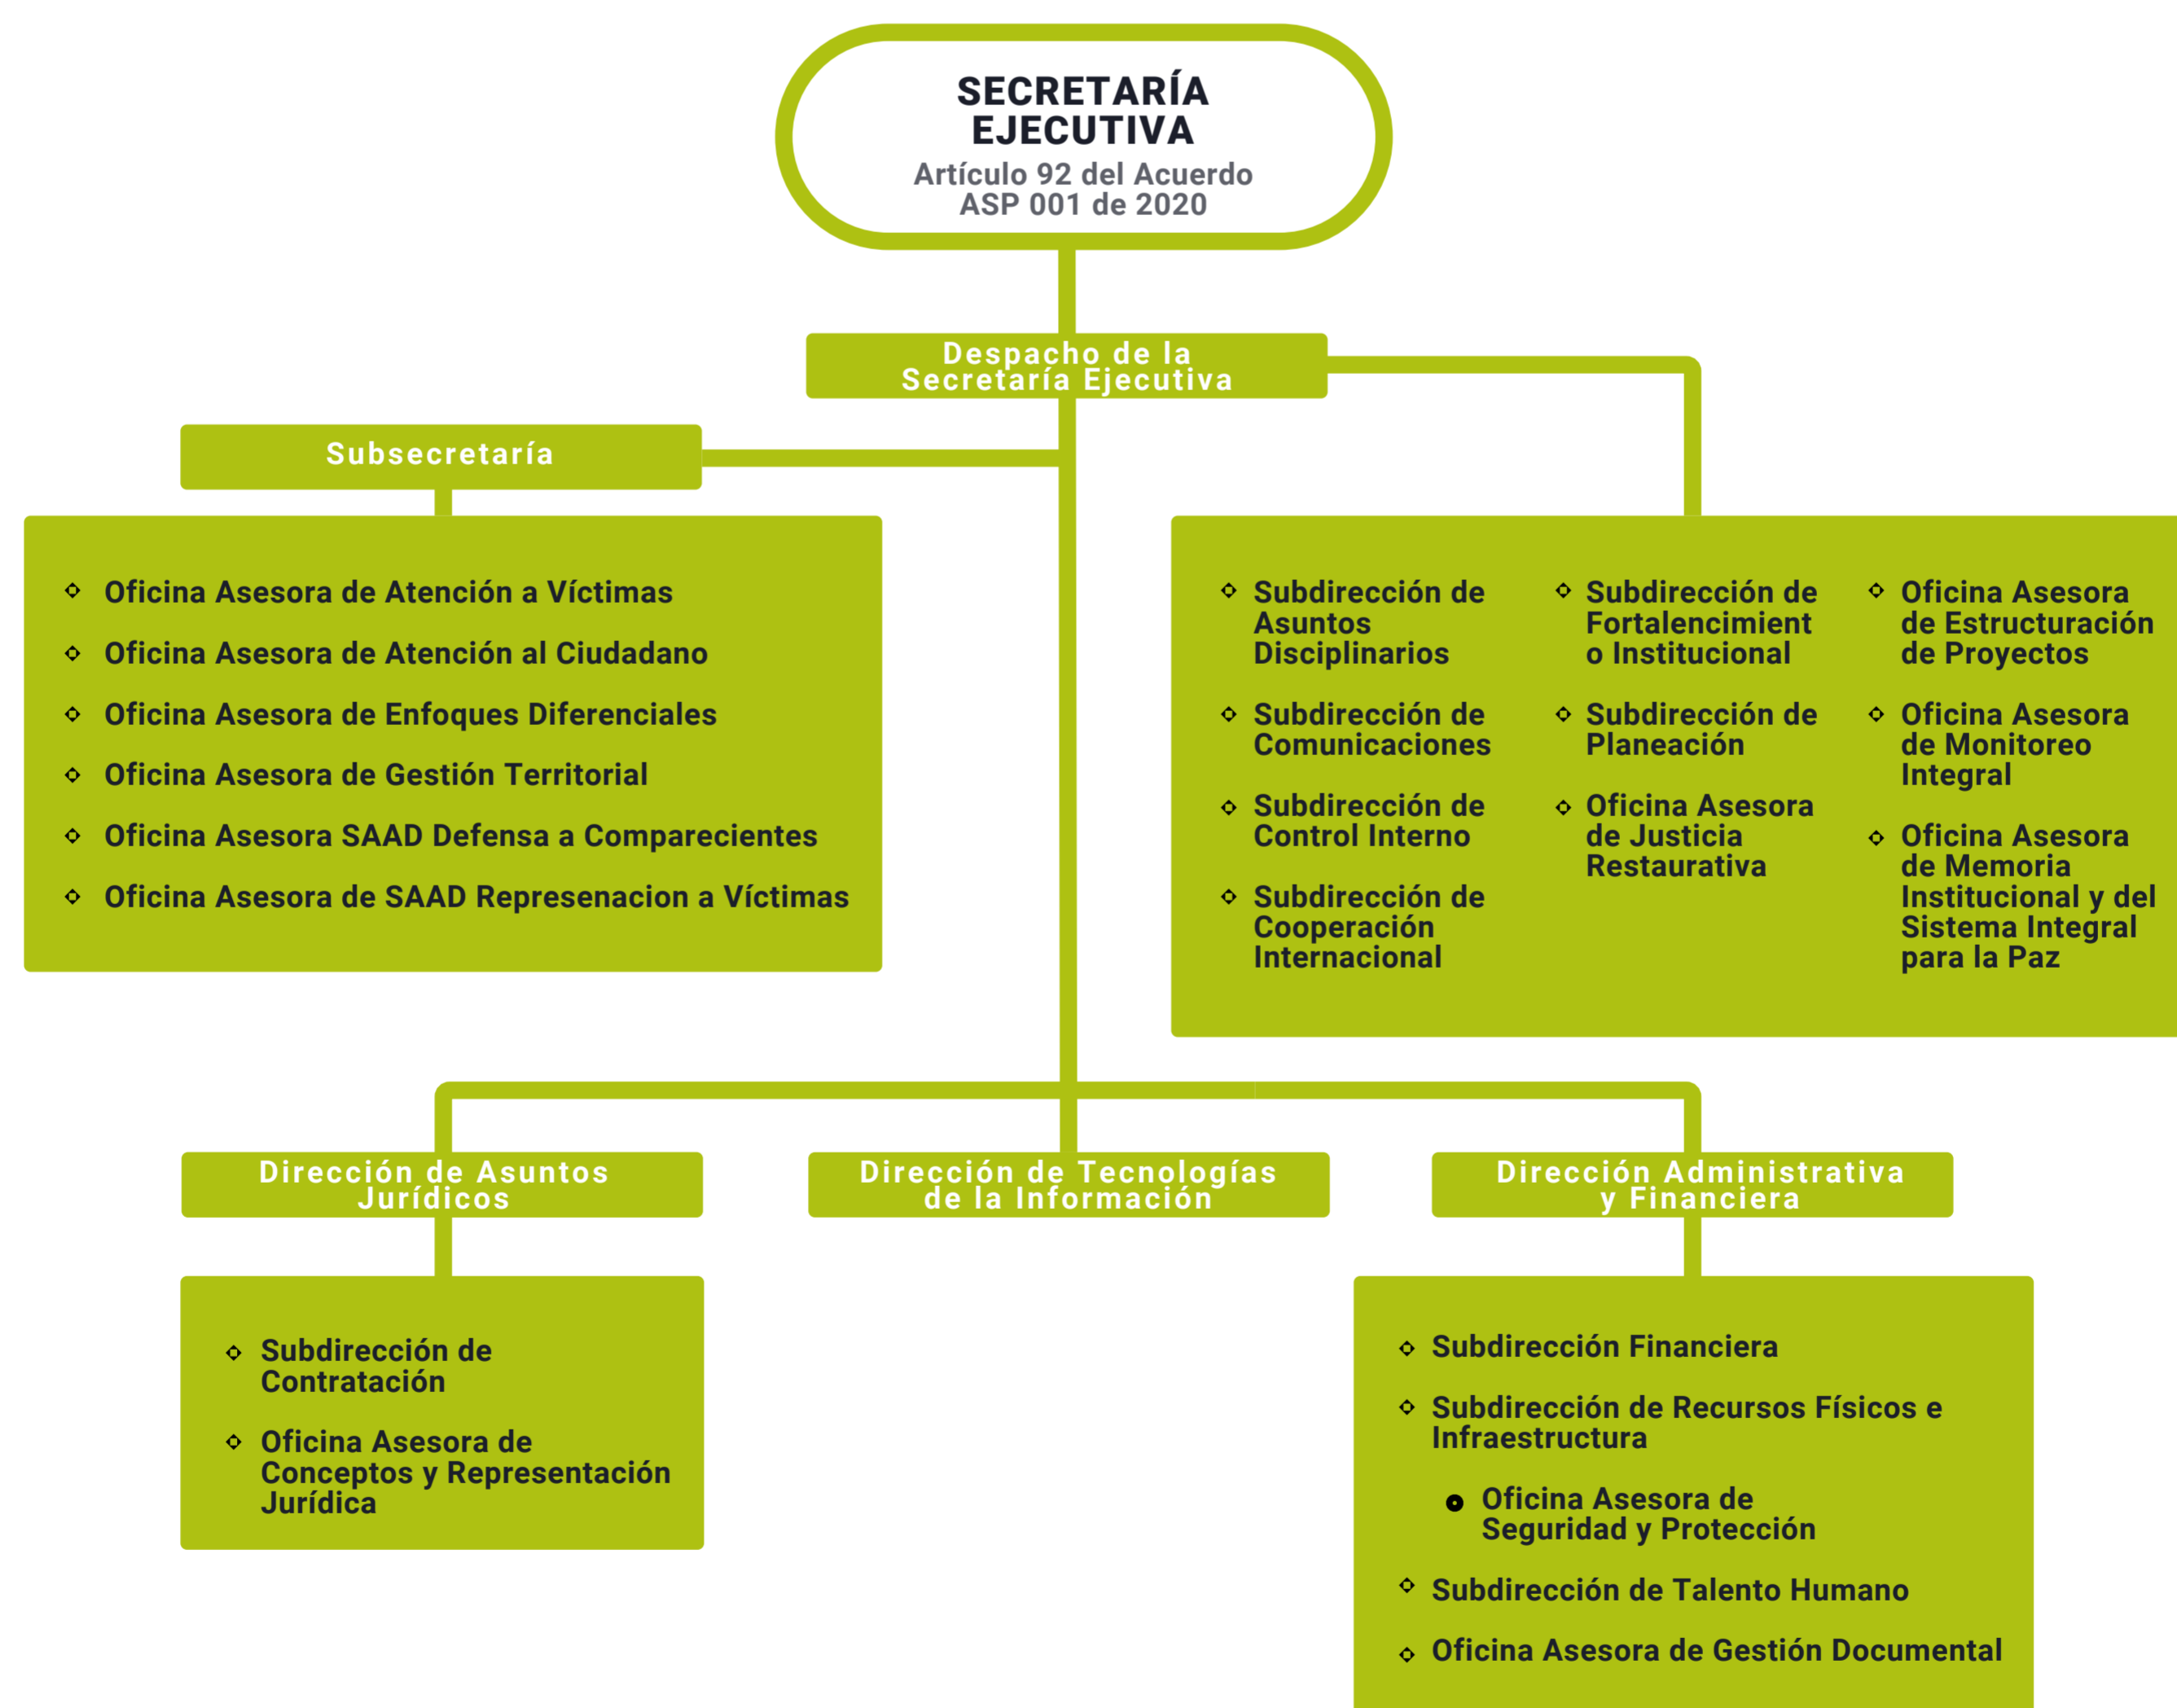 SECRETARÍA
EJECUTIVA
Artículo 92 del Acuerdo
ASP 001 de 2020
Despacho de la
Secretaría Ejecutiva
Subsecretaría
Oficina Asesora de Atención a Víctimas
Oficina Asesora de Atención al Ciudadano
Oficina Asesora de Enfoques Diferenciales
Oficina Asesora de Gestión Territorial
Oficina Asesora SAAD Defensa a Comparecientes
Oficina Asesora de SAAD Represenacion a Víctimas
Subdirección de
Asuntos
Disciplinarios
Subdirección de
Comunicaciones
Subdirección de
Control Interno
Subdirección de
Cooperación
Internacional
Subdirección de
Fortalencimient
o Institucional
Subdirección de
Planeación
Oficina Asesora
de Justicia
Restaurativa
Oficina Asesora
de Estructuración
de Proyectos
Oficina Asesora
de Monitoreo
Integral
Oficina Asesora
de Memoria
Institucional y del
Sistema Integral
para la Paz
Dirección de Asuntos
Jurídicos
Subdirección de
Contratación
Oficina Asesora de
Conceptos y Representación
Jurídica
Dirección de Tecnologías
de la Información
Dirección Administrativa
y Financiera
Subdirección Financiera
Subdirección de Recursos Físicos e
Infraestructura
Oficina Asesora de
Seguridad y Protección
Subdirección de Talento Humano
Oficina Asesora de Gestión Documental